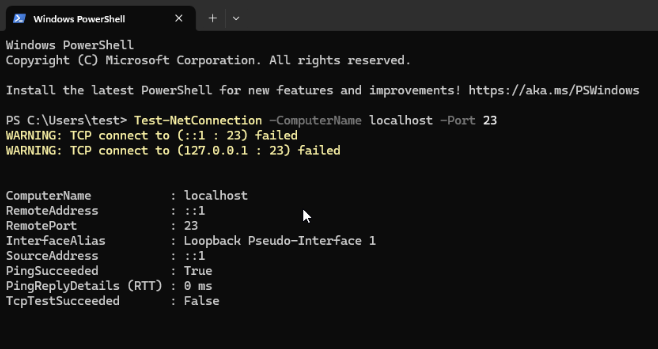 Windows PowerShell
Windows PowerShell
Copyright (C) Microsoft Corporation. All rights reserved.
Install the latest PowerShell for new features and improvements! https://aka.ms/PSWindows
PS C:\Users\test> Test-NetConnection -ComputerName localhost -Port 23
WARNING: TCP connect to (::1 : 23) failed
WARNING: TCP connect to (127.0.0.1 : 23) failed
ComputerName : localhost
RemoteAddress : ::1
RemotePort : 23
InterfaceAlias : Loopback Pseudo-Interface 1
SourceAddress : ::1
PingSucceeded : True
PingReplyDetails (RTT) : 0 ms
TcpTestSucceeded : False